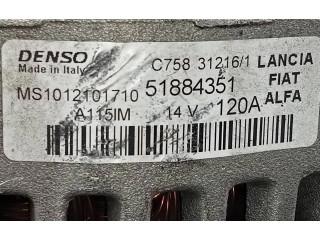 DENSO
Made in Italy
C758 31216/1
LANCIA
FIAT
ALFA
MS1012101710 51884351
A115IM 14 V 120A